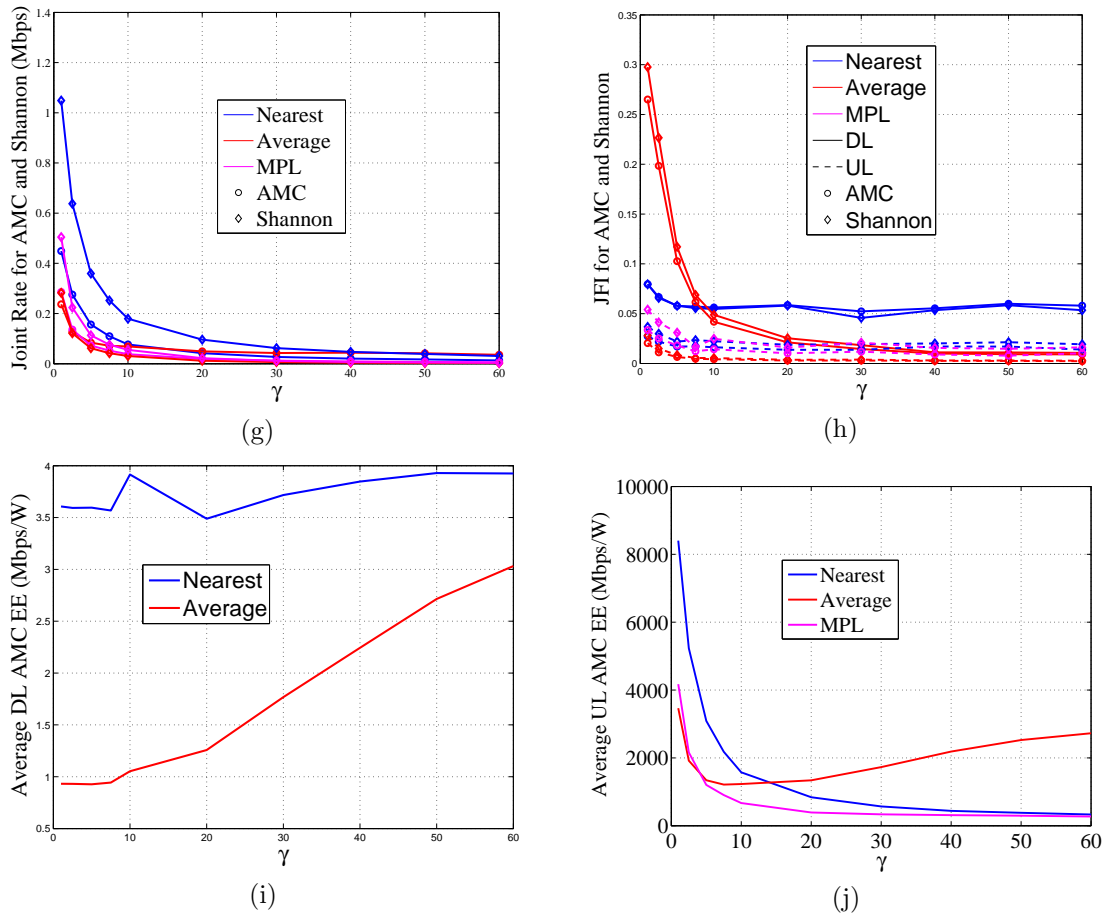 Joint Rate for AMC and Shannon (Mbps)
1.4
1.2
1
0.8
0.6
0.4
0.2
0
0 10 20 30 40 50 60
γ
Nearest
Average
MPL
AMC
Shannon
(g)
JFI for AMC and Shannon
0.35
0.3
0.25
0.2
0.15
0.1
0.05
0
0 10 20 30 40 50 60
γ
Nearest
Average
MPL
DL
UL
AMC
Shannon
(h)
Average DL AMC EE (Mbps/W)
4
3.5
3
2.5
2
1.5
1
0.5
0 10 20 30 40 50 60
γ
Nearest
Average
(i)
Average UL AMC EE (Mbps/W)
10000
8000
6000
4000
2000
0
0 10 20 30 40 50 60
γ
Nearest
Average
MPL
(j)